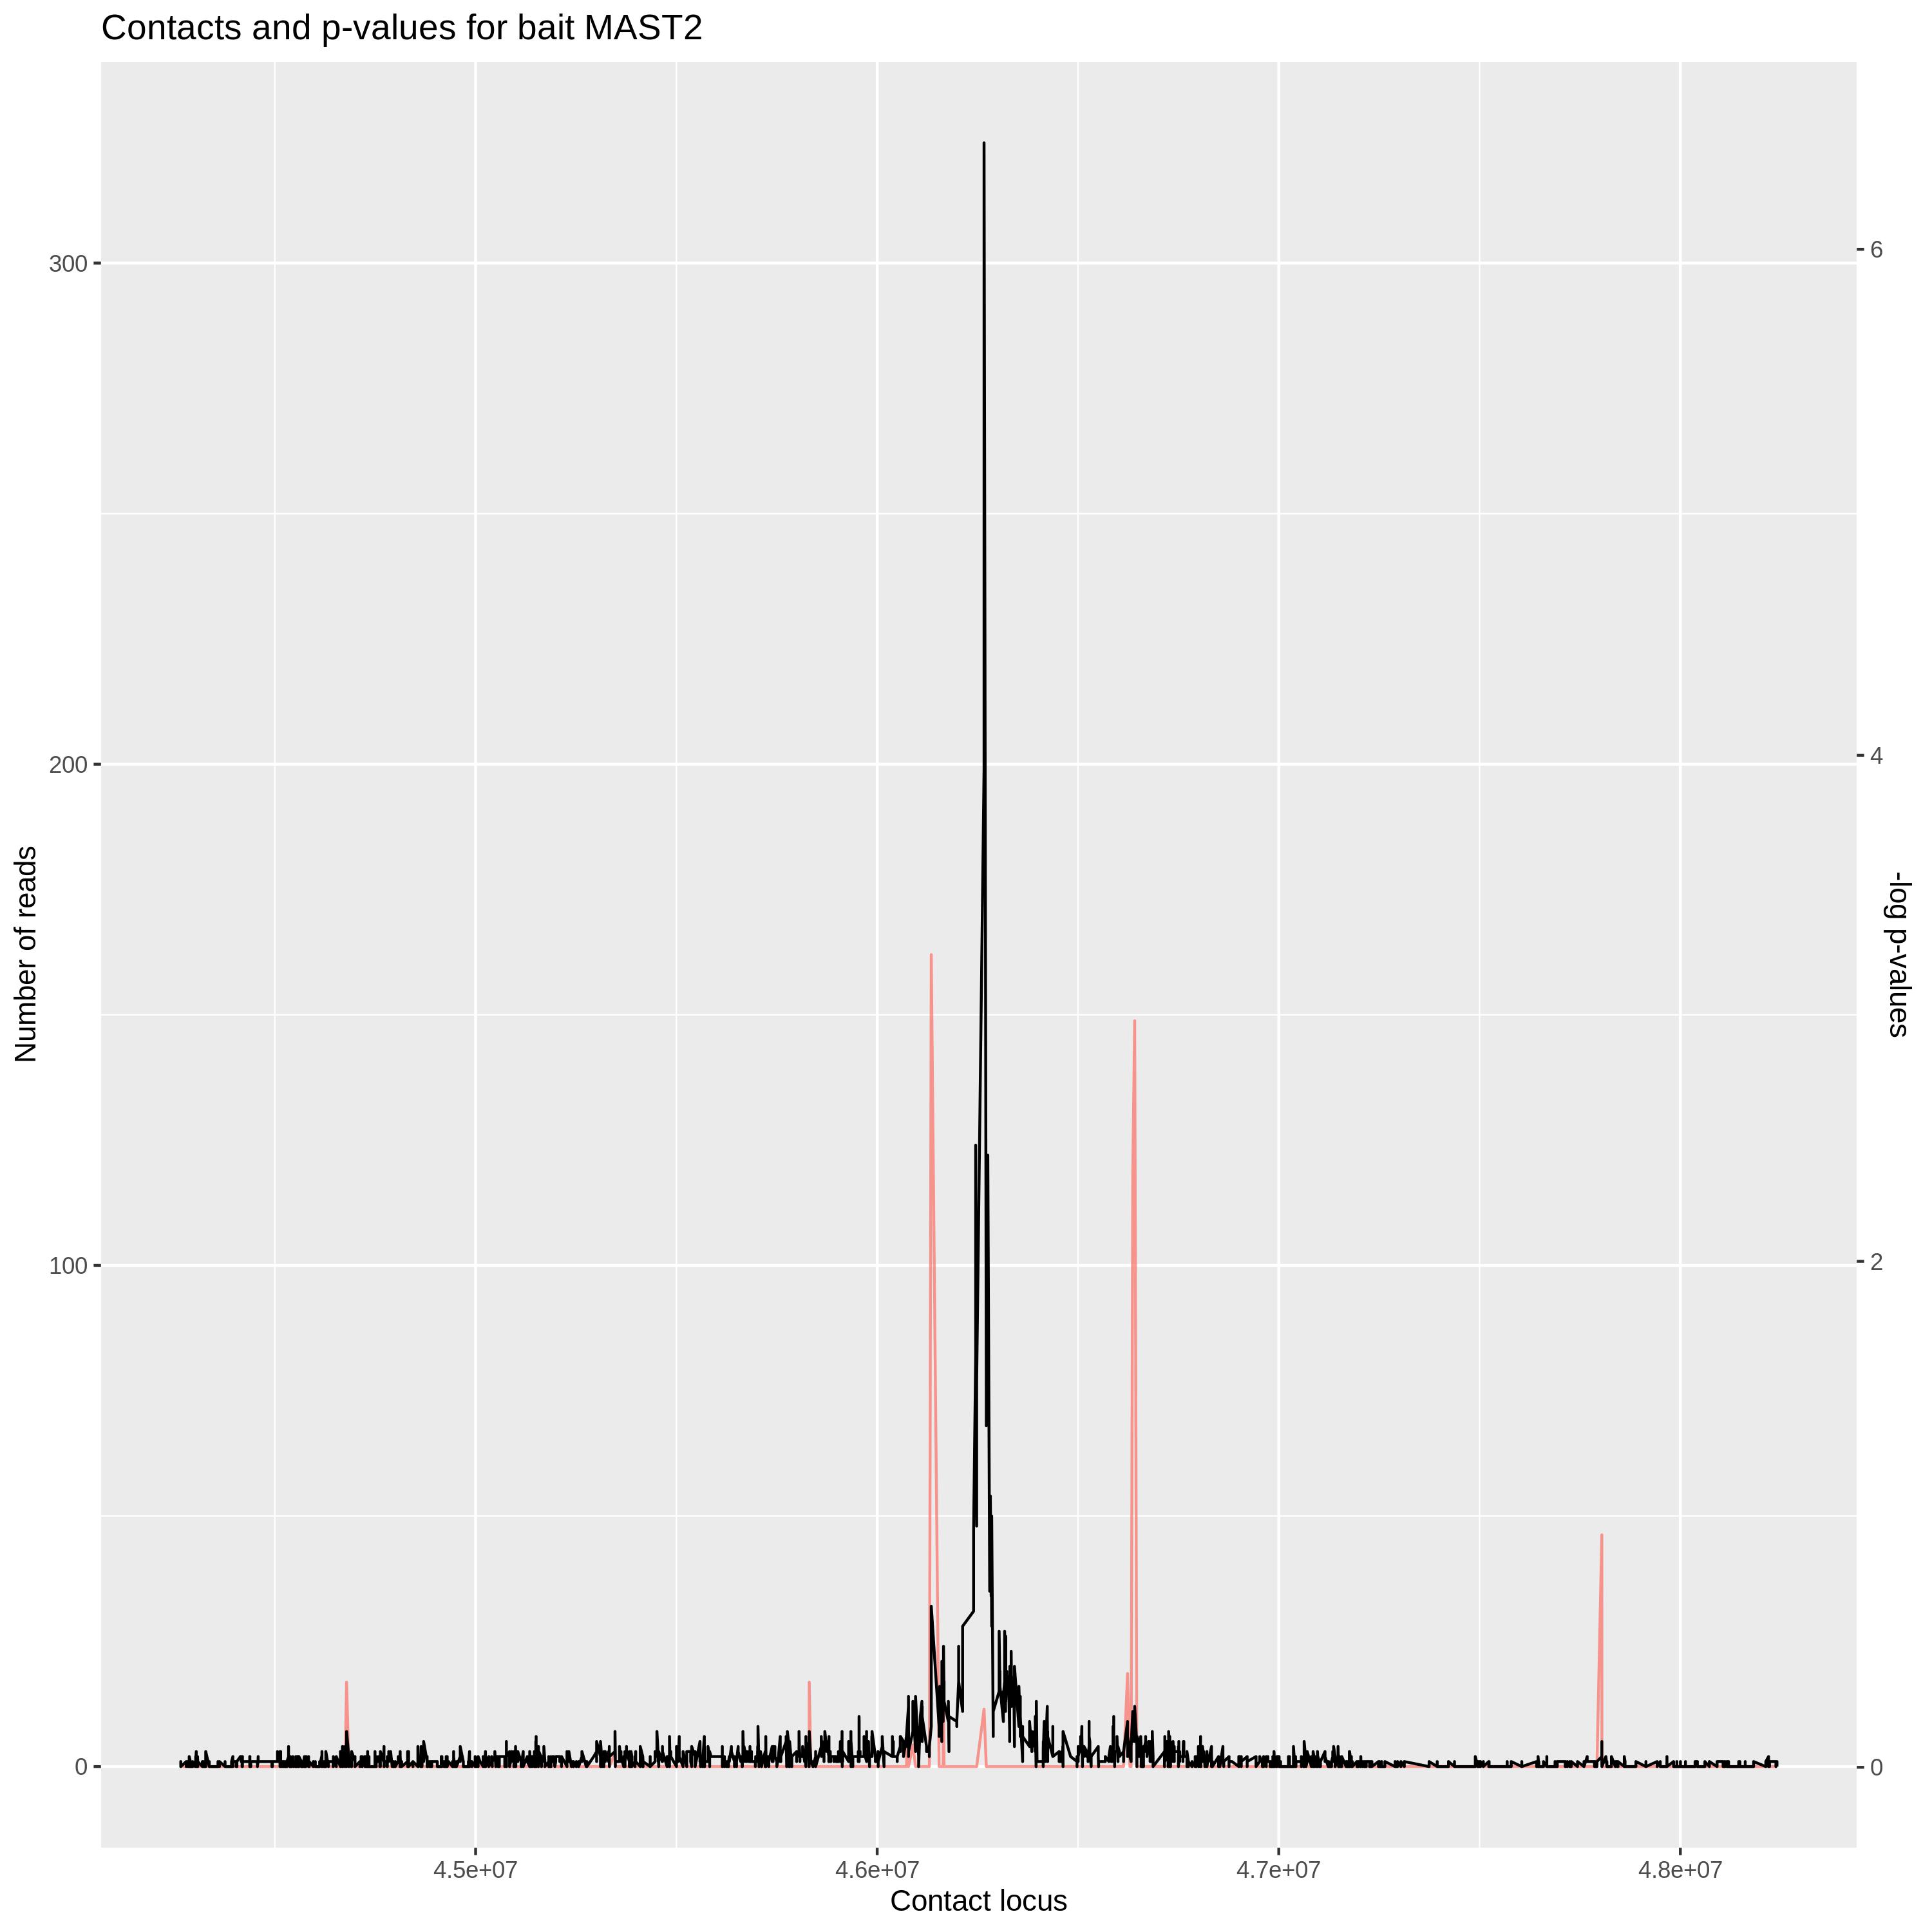 Contacts and p-values for bait MAST2
300
200
100
0
Number of reads
6
4
2
0
-log p-values
4.5e+07
4.6e+07
4.7e+07
4.8e+07
Contact locus